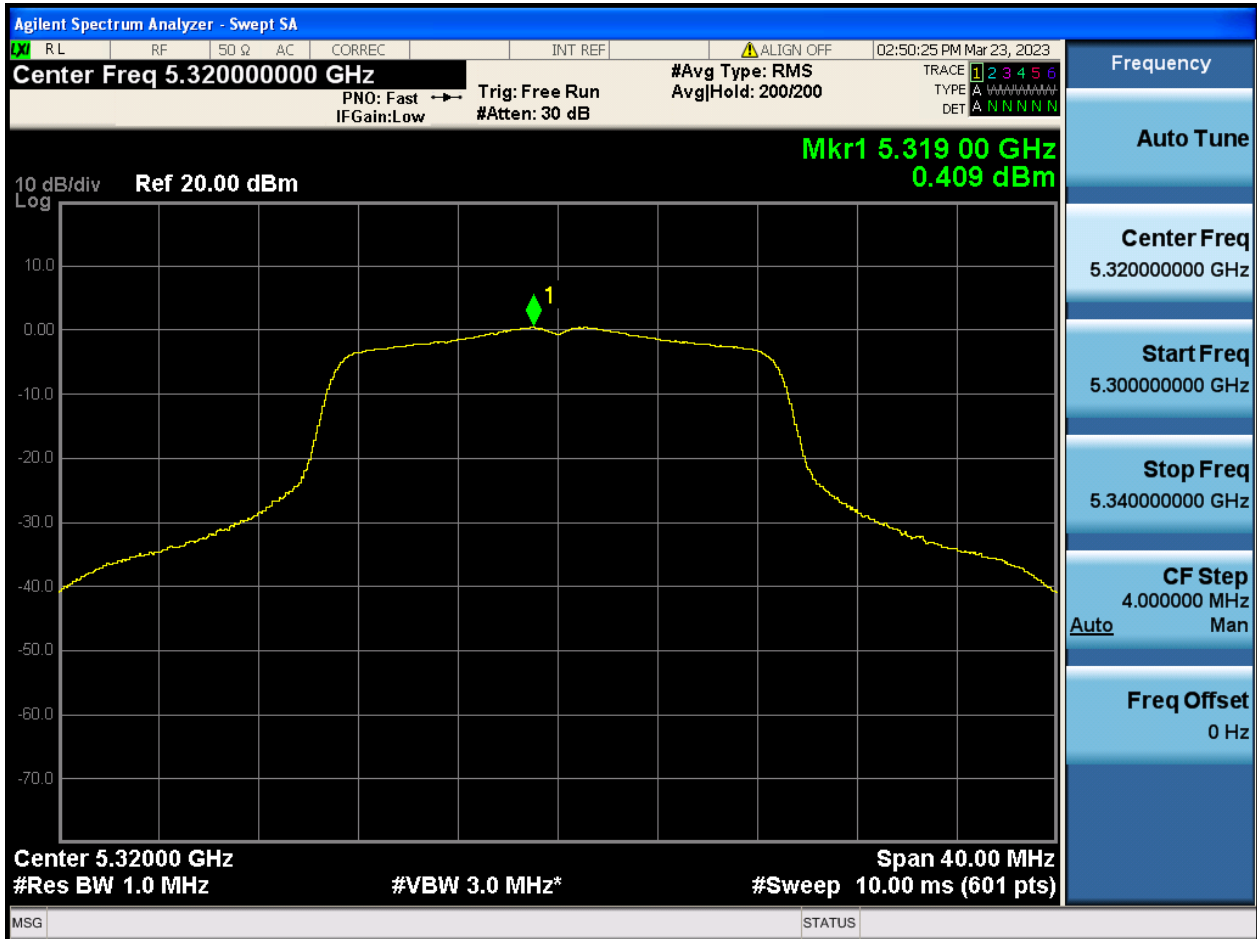 Agilent Spectrum Analyzer - Swept SA
LXI RL RF 50 Ω AC CORREC INT REF ALIGN OFF 02:50:25 PM Mar 23, 2023
Center Freq 5.320000000 GHz
PNO: Fast
IFGain:Low
Trig: Free Run
#Atten: 30 dB
#Avg Type: RMS
Avg|Hold: 200/200
TRACE 1 2 3 4 5 6
TYPE A WWWWW
DET A N N N N N
Mkr1 5.319 00 GHz
0.409 dBm
10 dB/div Ref 20.00 dBm
Log
10.0
0.00
-10.0
-20.0
-30.0
-40.0
-50.0
-60.0
-70.0
1
Center 5.32000 GHz Span 40.00 MHz
#Res BW 1.0 MHz #VBW 3.0 MHz* #Sweep 10.00 ms (601 pts)
MSG STATUS
Frequency
Auto Tune
Center Freq
5.320000000 GHz
Start Freq
5.300000000 GHz
Stop Freq
5.340000000 GHz
CF Step
4.000000 MHz
Auto Man
Freq Offset
0 Hz